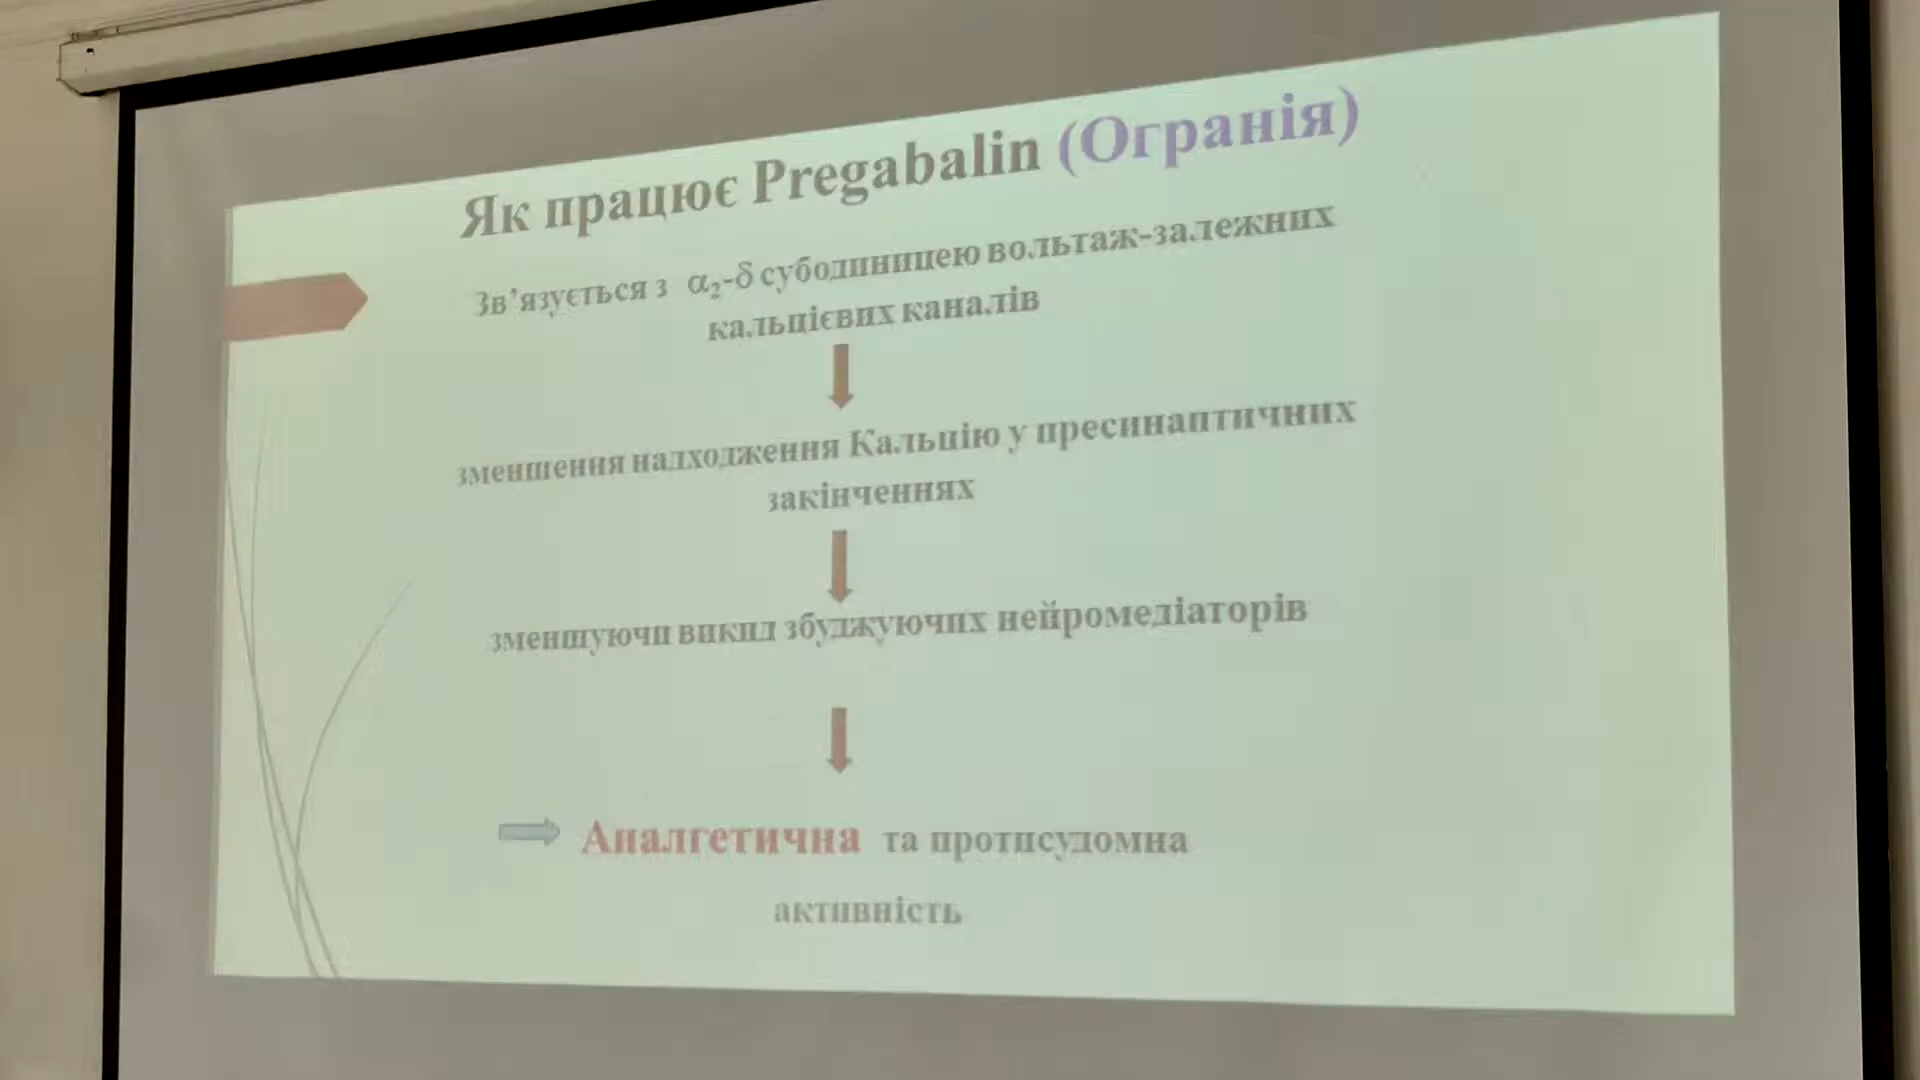 Як працює Pregabalin (Огранія)
Зв’язується з α₂-δ субодиницею вольтаж-залежних
кальцієвих каналів
зменшення надходження Кальцію у пресинаптичних
закінченнях
зменшуючи викид збуджуючих нейромедіаторів
Аналгетична та протисудомна
активність